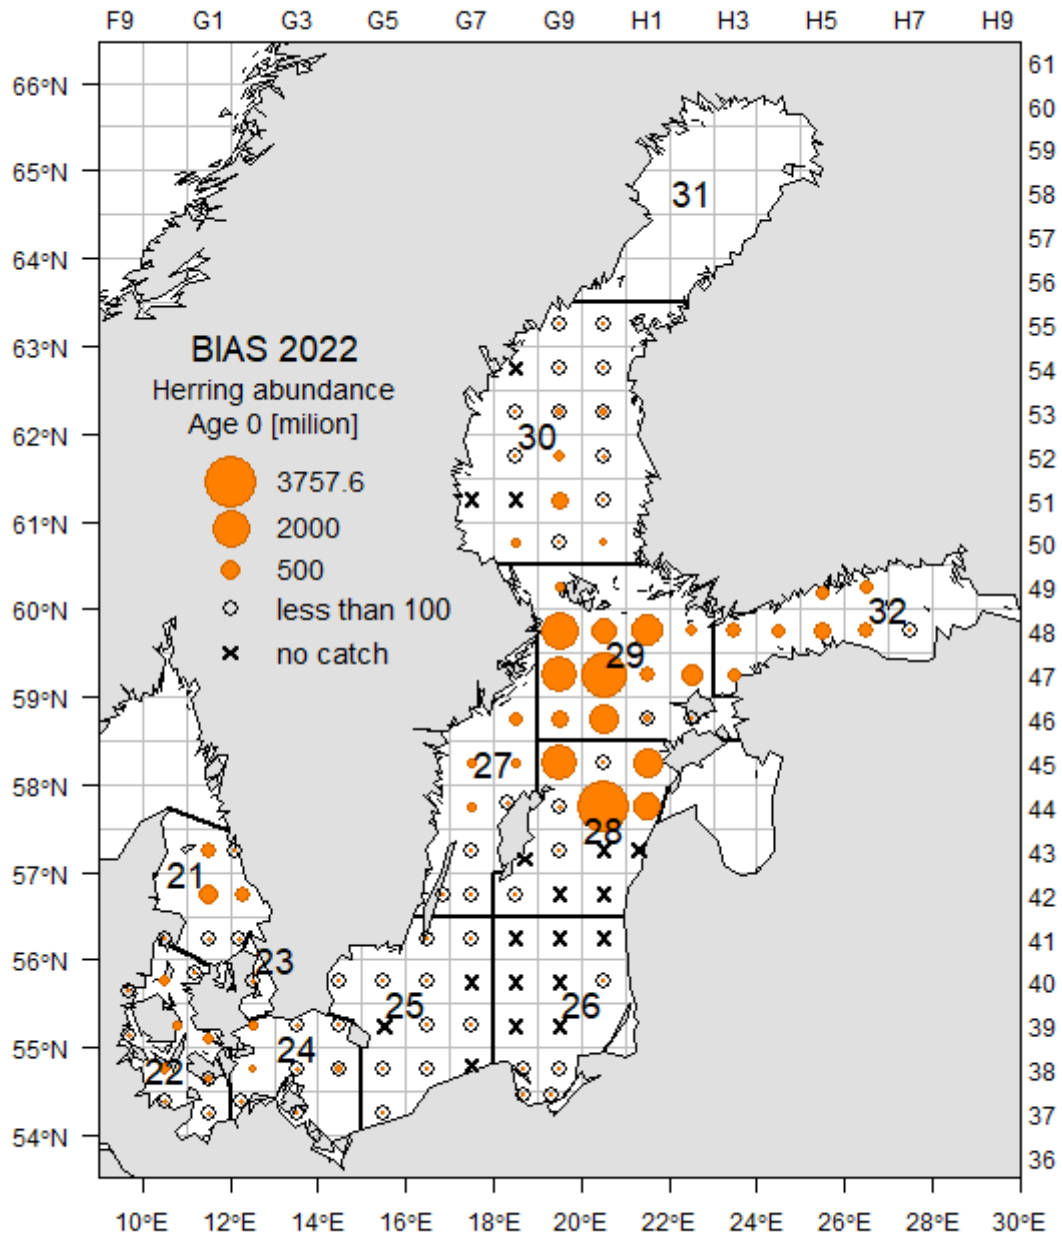 F9 G1 G3 G5 G7 G9 H1 H3 H5 H7 H9
66°N
65°N
64°N
63°N
62°N
61°N
60°N
59°N
58°N
57°N
56°N
55°N
54°N
BIAS 2022
Herring abundance
Age 0 [milion]
3757.6
2000
500
less than 100
no catch
31
30
32
29
27
28
21
23
25
26
24
22
61
60
59
58
57
56
55
54
53
52
51
50
49
48
47
46
45
44
43
42
41
40
39
38
37
36
10°E 12°E 14°E 16°E 18°E 20°E 22°E 24°E 26°E 28°E 30°E